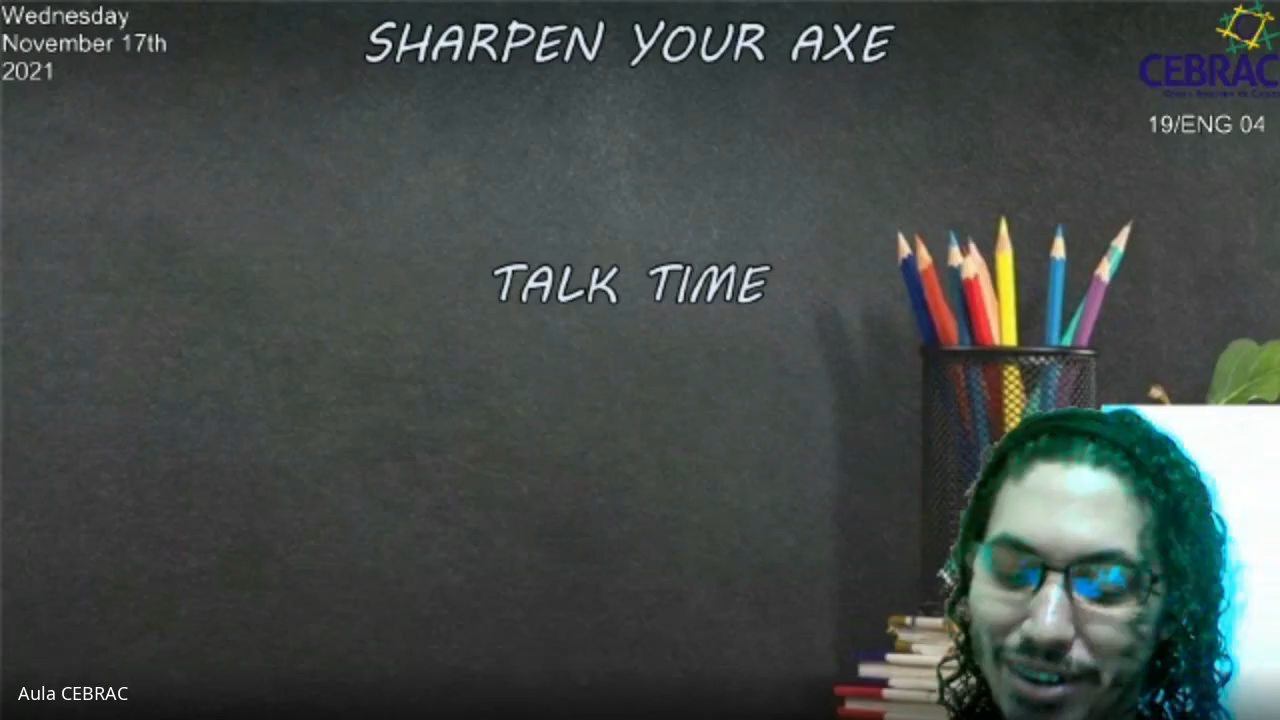 Wednesday
November 17th
2021
SHARPEN YOUR AXE
CEBRAC
19/ENG 04
TALK TIME
Aula CEBRAC